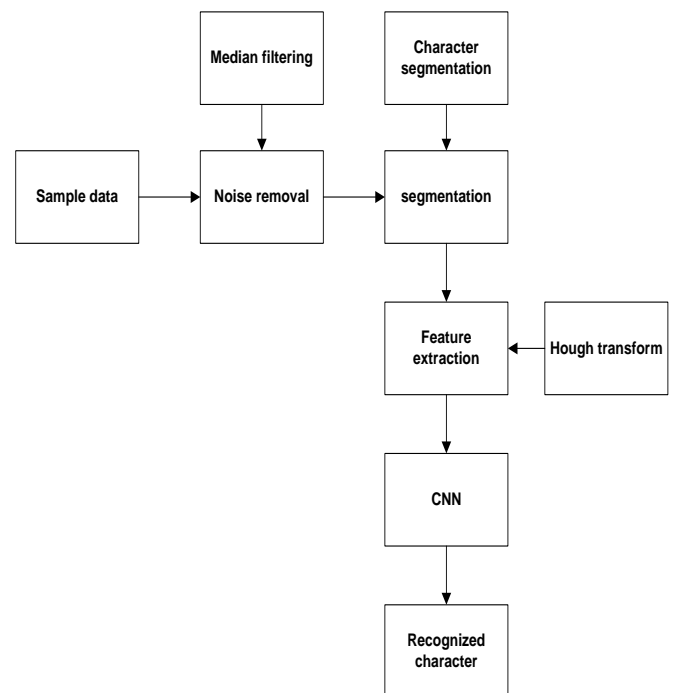 Median filtering
Character
segmentation
Sample data
Noise removal
segmentation
Feature
extraction
Hough transform
CNN
Recognized
character